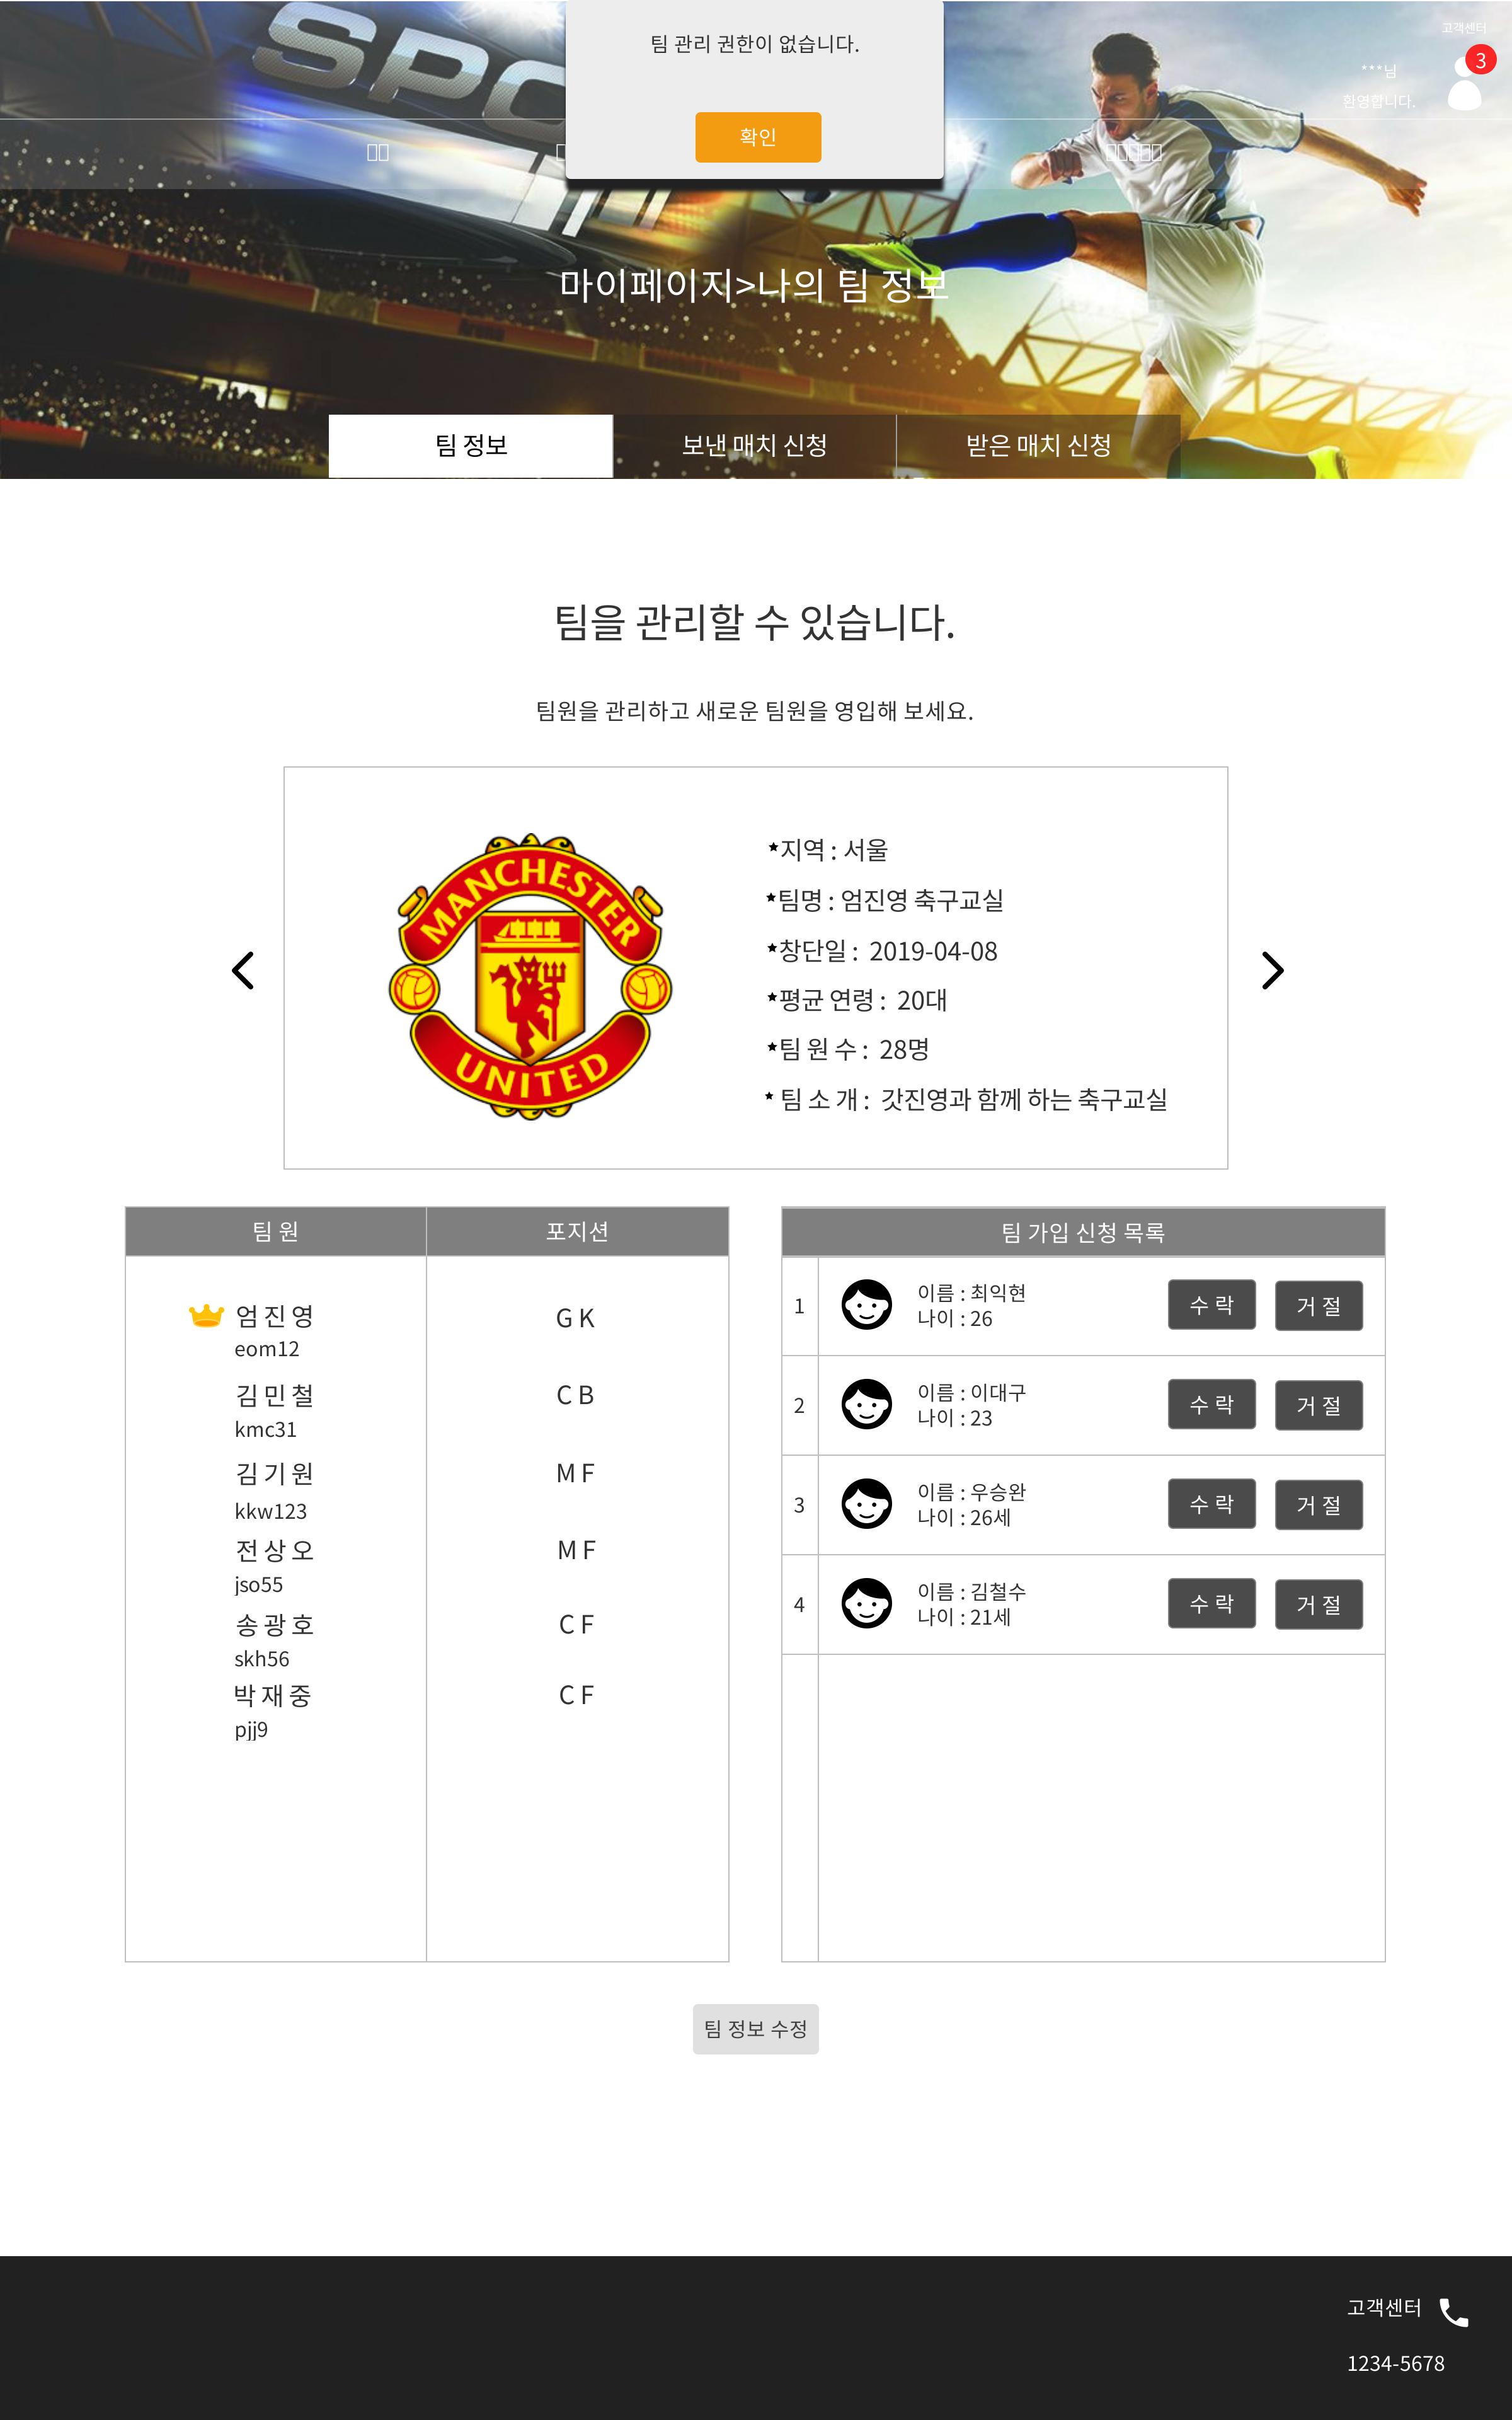 SPO
팀 관리 권한이 없습니다.
확인
고객센터
3
***님
환영합니다.
마이페이지>나의 팀 정보
팀 정보
보낸 매치 신청
받은 매치 신청
팀을 관리할 수 있습니다.
팀원을 관리하고 새로운 팀원을 영입해 보세요.
MANCHESTER
UNITED
지역 : 서울
팀명 : 엄진영 축구교실
창단일 : 2019-04-08
평균 연령 : 20대
팀 원 수 : 28명
팀 소 개 : 갓진영과 함께 하는 축구교실
팀 원
포지션
엄 진 영
eom12
G K
김 민 철
kmc31
C B
김 기 원
kkw123
M F
전 상 오
jso55
M F
송 광 호
skh56
C F
박 재 중
pjj9
C F
팀 가입 신청 목록
1
이름 : 최익현
나이 : 26
수 락
거 절
2
이름 : 이대구
나이 : 23
수 락
거 절
3
이름 : 우승완
나이 : 26세
수 락
거 절
4
이름 : 김철수
나이 : 21세
수 락
거 절
팀 정보 수정
고객센터
1234-5678